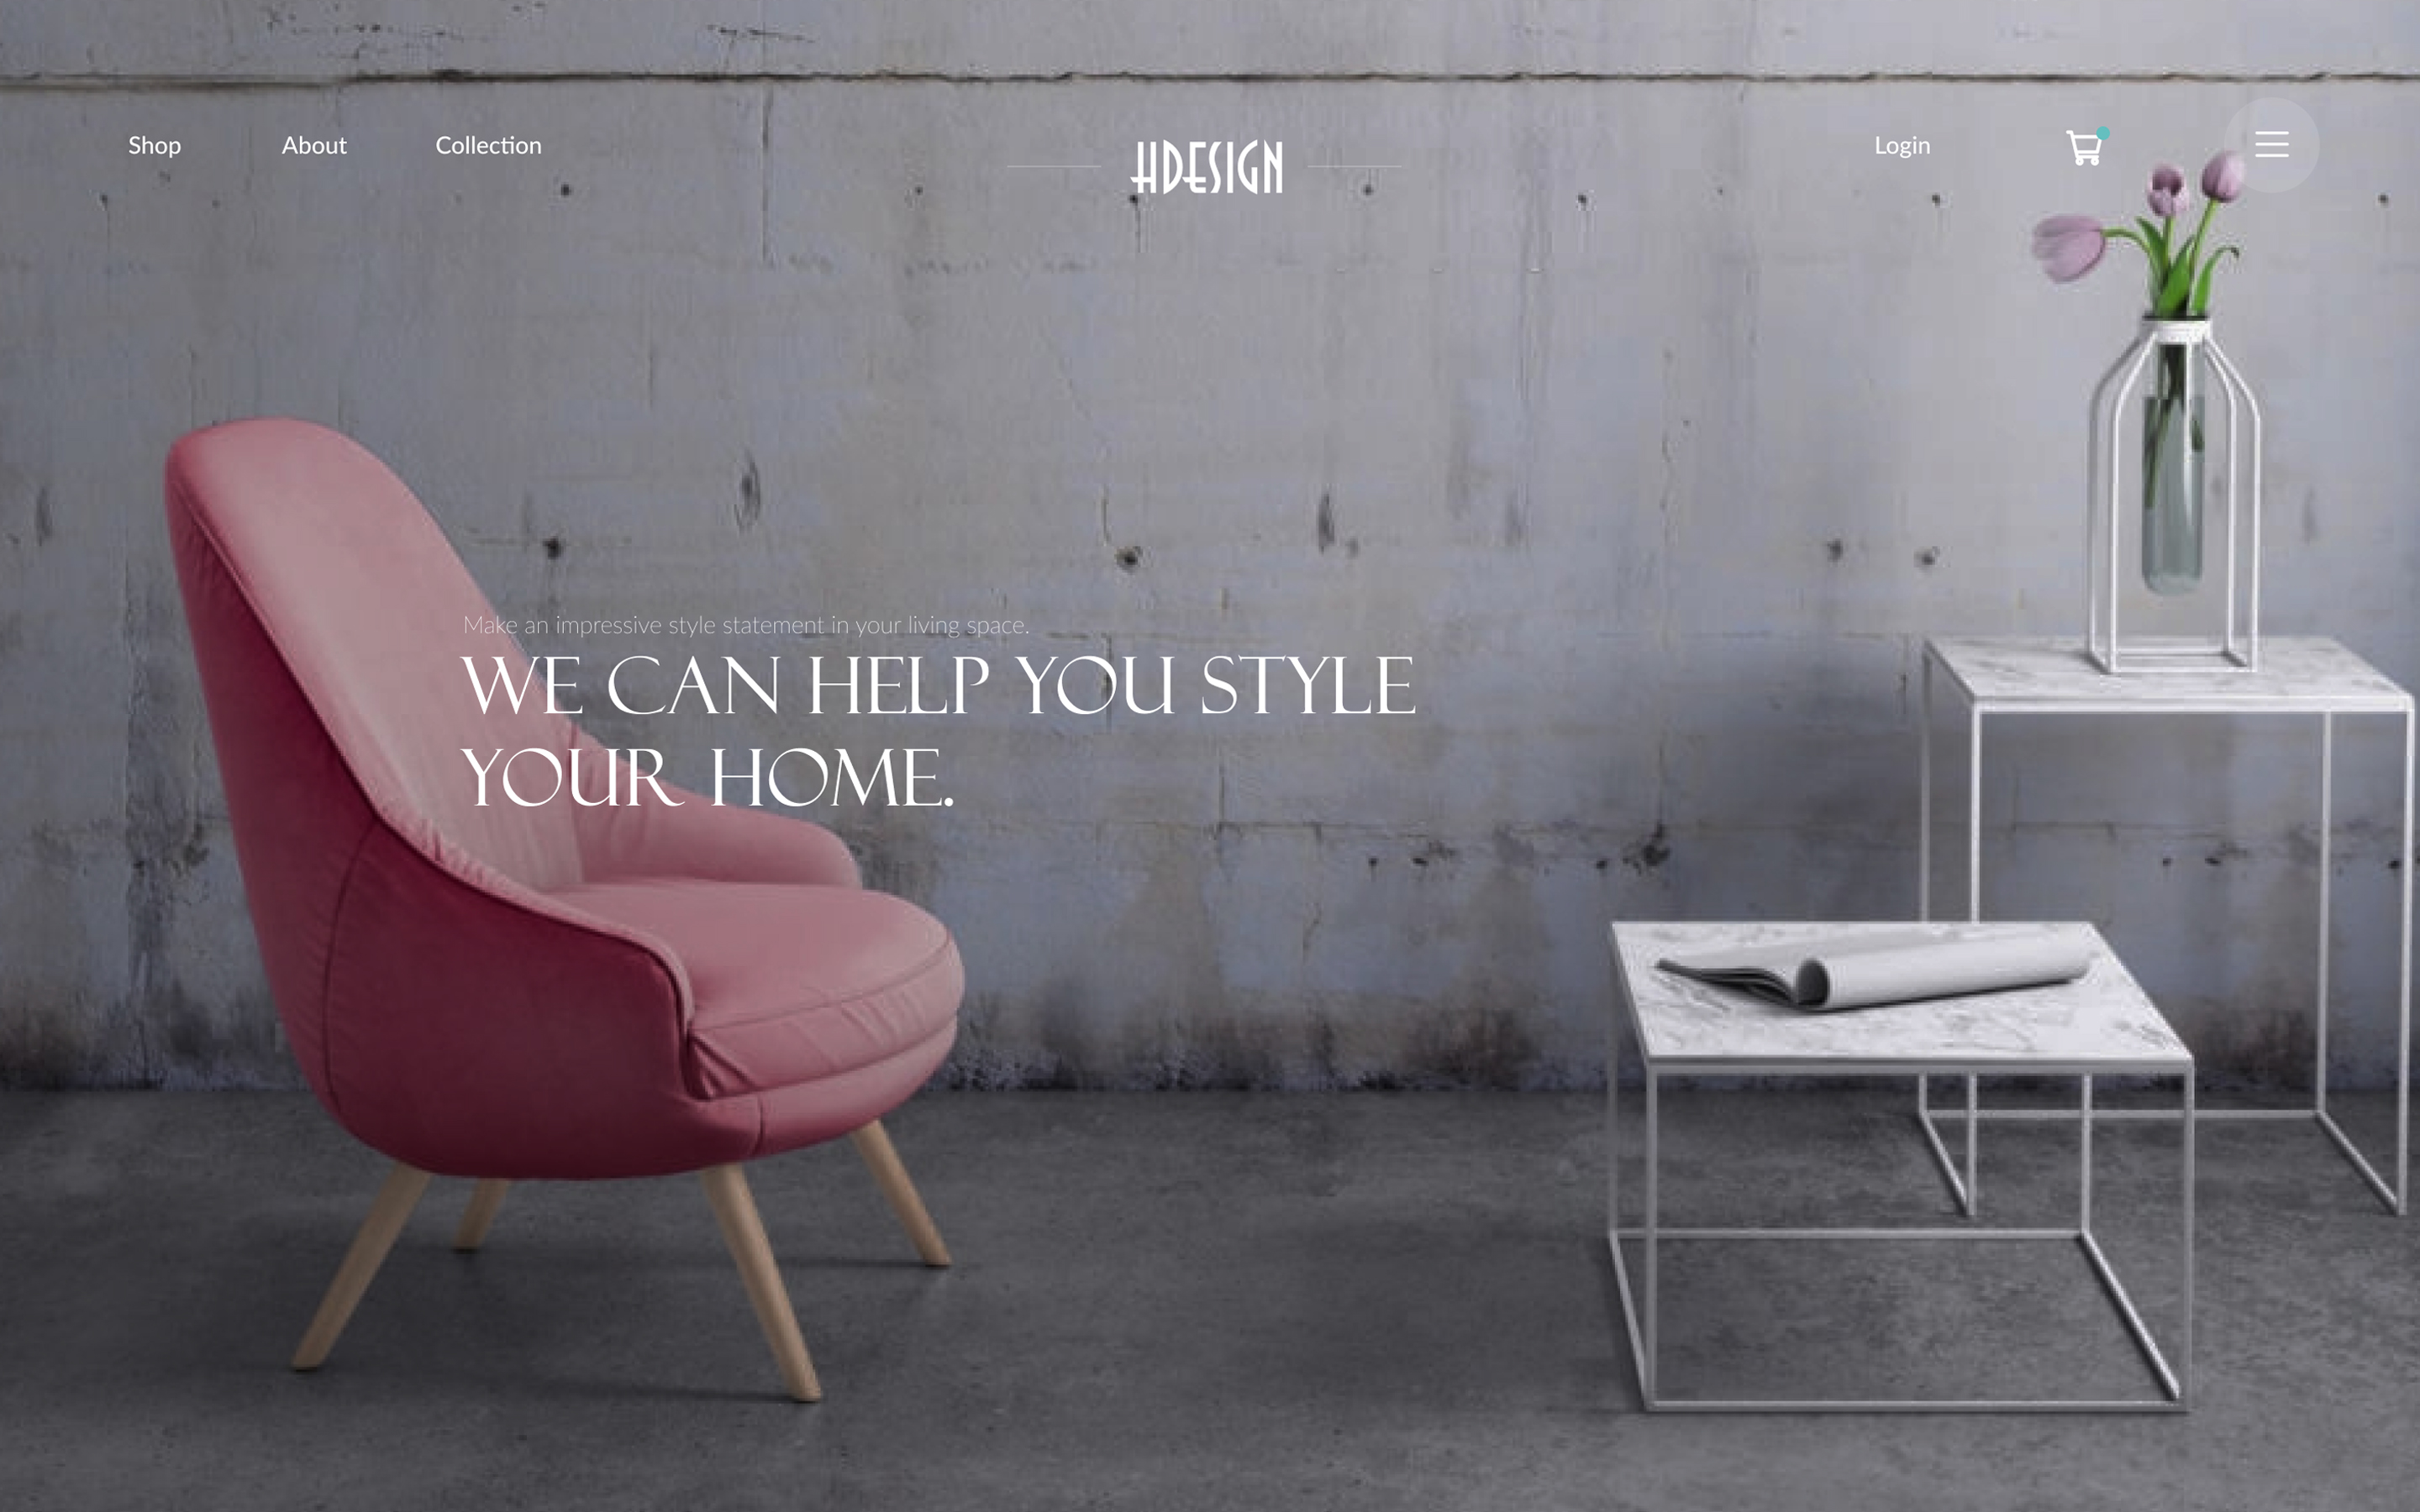 Shop About Collection HDESIGN Login
Make an impressive style statement in your living space.
WE CAN HELP YOU STYLE
YOUR HOME.